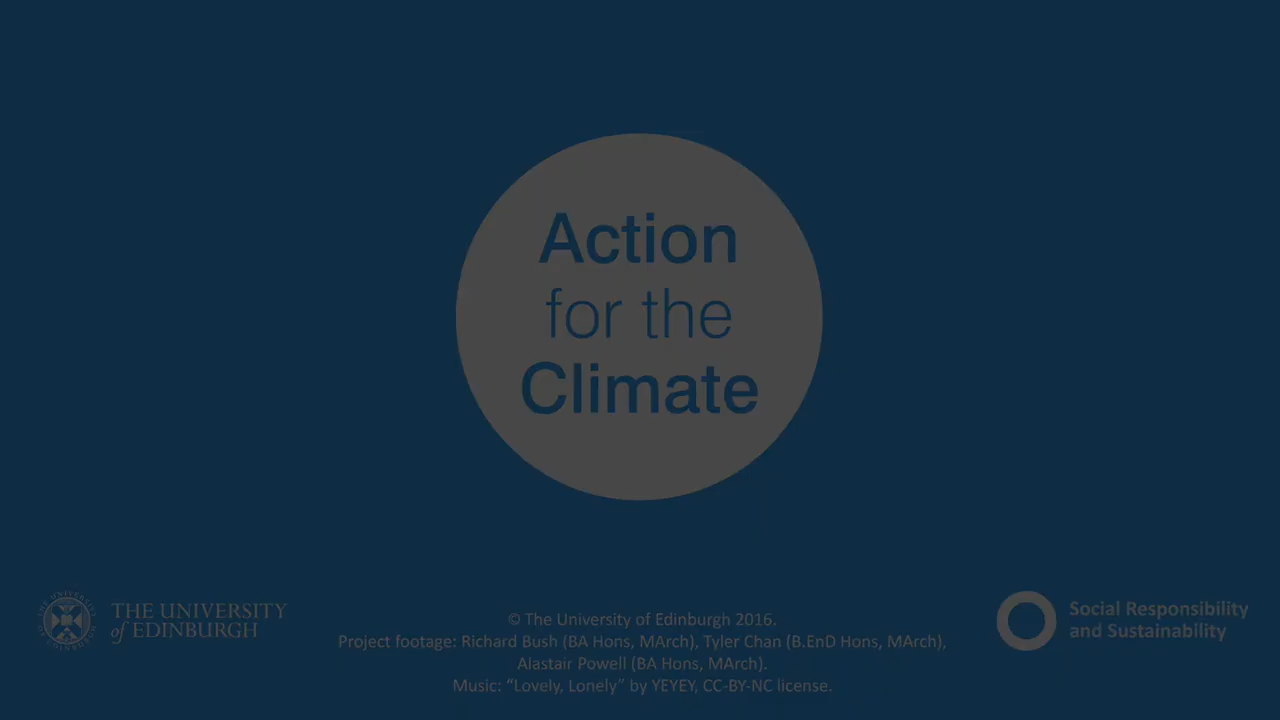 Action
for the
Climate
THE UNIVERSITY
of EDINBURGH
© The University of Edinburgh 2016.
Project footage: Richard Bush (BA Hons, MArch), Tyler Chan (B.EnD Hons, MArch),
Alastair Powell (BA Hons, MArch).
Music: “Lovely, Lonely” by YEYEY, CC-BY-NC license.
Social Responsibility
and Sustainability